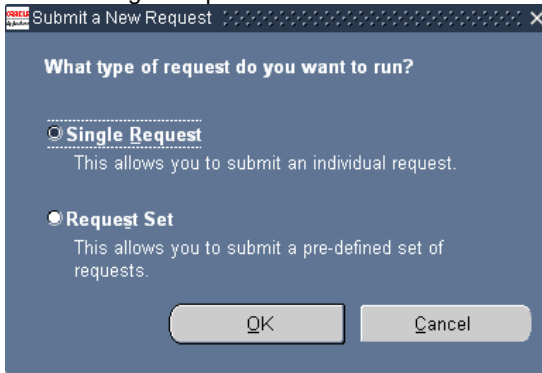 ORACLE
Submit a New Request
What type of request do you want to run?
Single Request
This allows you to submit an individual request.
Request Set
This allows you to submit a pre-defined set of
requests.
OK
Cancel